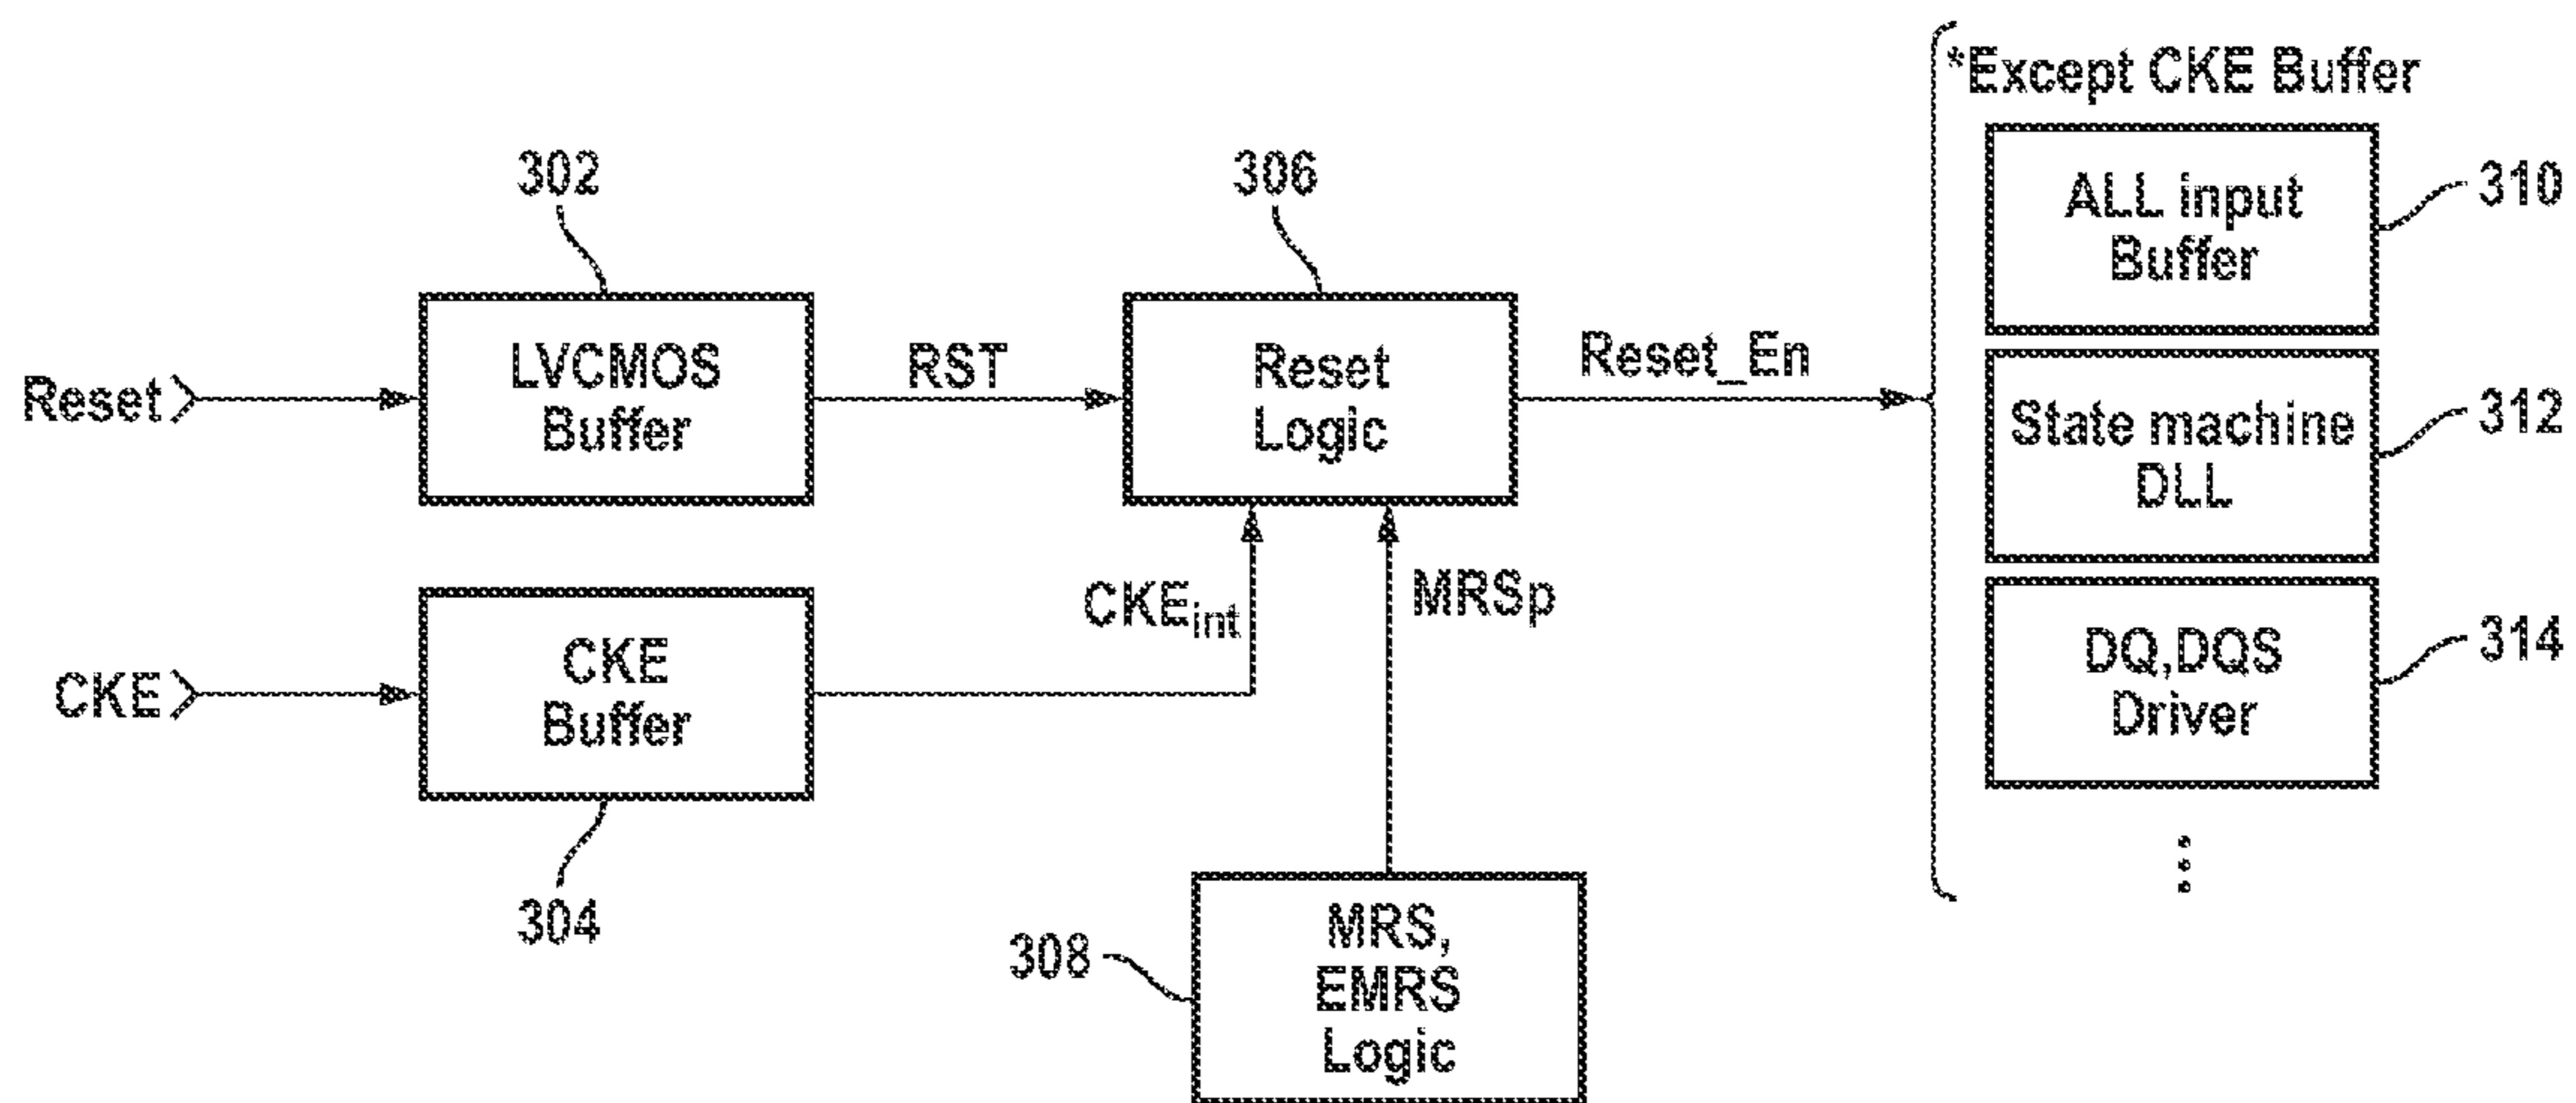 *Except CKE Buffer
302
306
ALL input
Buffer
310
Reset
LVCMOS
Buffer
RST
Reset
Logic
Reset_En
State machine
DLL
312
CKE
CKE
Buffer
CKEint
MRSp
DQ,DQS
Driver
314
304
308
MRS,
EMRS
Logic